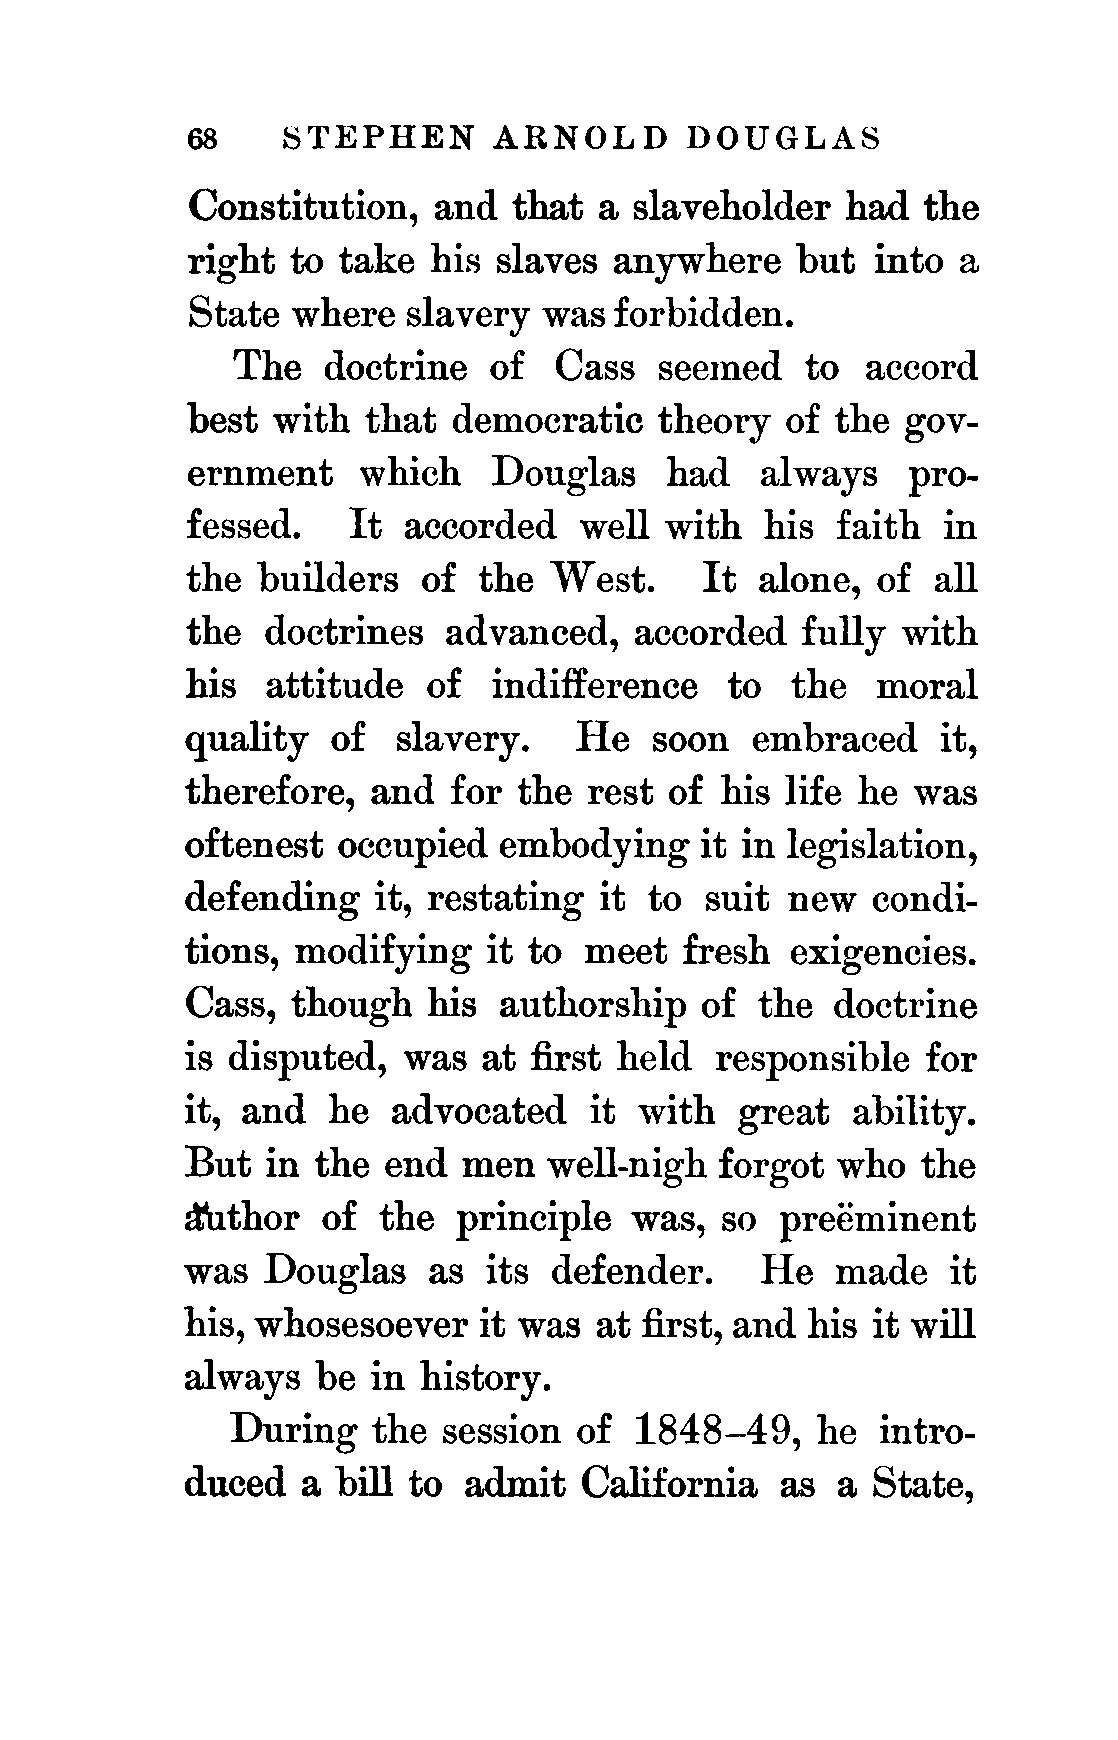 68 STEPHEN ARNOLD DOUGLAS
Constitution, and that a slaveholder had the
right to take his slaves anywhere but into a
State where slavery was forbidden.
The doctrine of Cass seemed to accord
best with that democratic theory of the gov-
ernment which Douglas had always pro-
fessed. It accorded well with his faith in
the builders of the West. It alone, of all
the doctrines advanced, accorded fully with
his attitude of indifference to the moral
quality of slavery. He soon embraced it,
therefore, and for the rest of his life he was
oftenest occupied embodying it in legislation,
defending it, restating it to suit new condi-
tions, modifying it to meet fresh exigencies.
Cass, though his authorship of the doctrine
is disputed, was at first held responsible for
it, and he advocated it with great ability.
But in the end men well-nigh forgot who the
author of the principle was, so preëminent
was Douglas as its defender. He made it
his, whosesoever it was at first, and his it will
always be in history.
During the session of 1848–49, he intro-
duced a bill to admit California as a State,